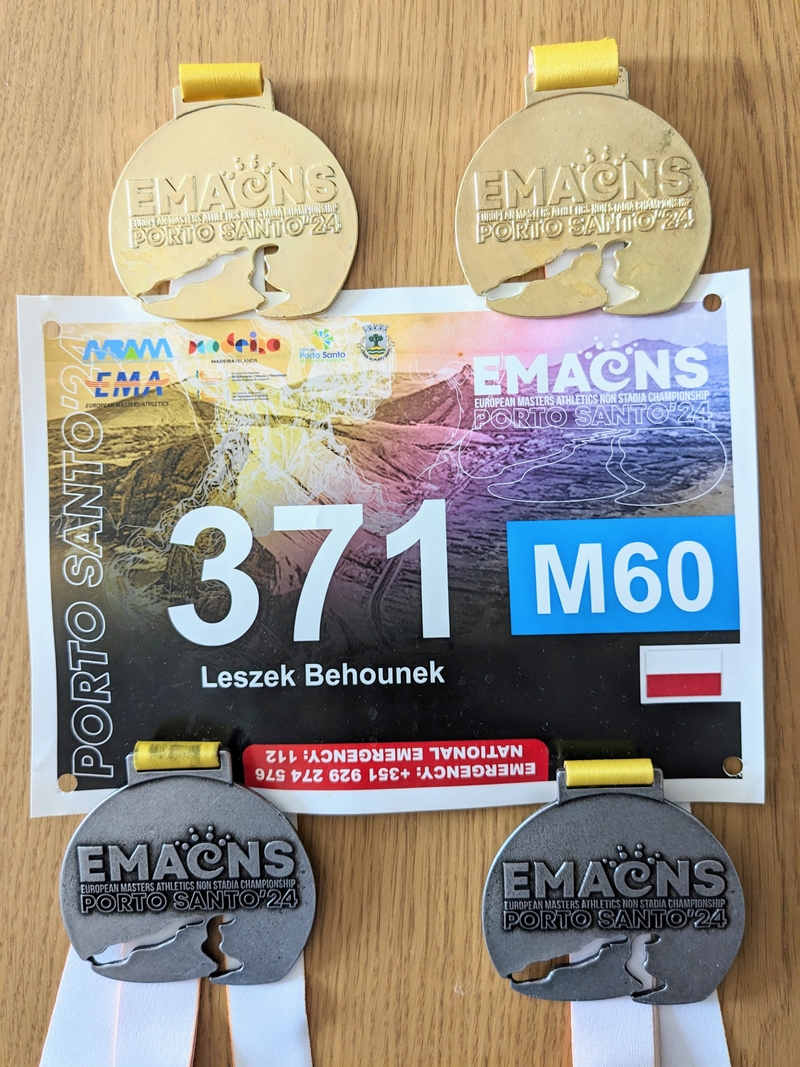 EMACNS
EUROPEAN MASTERS ATHLETICS NON STADIA CHAMPIONSHIP
PORTO SANTO'24
EMACNS
EUROPEAN MASTERS ATHLETICS NON STADIA CHAMPIONSHIP
PORTO SANTO'24
PORTO SANTO'24
MADEIRA ISLANDS
Porto Santo
EMA
EUROPEAN MASTERS ATHLETICS
EMACNS
EUROPEAN MASTERS ATHLETICS NON STADIA CHAMPIONSHIP
PORTO SANTO'24
371
M60
Leszek Behounek
EMERGENCY: +351 929 274 576
NATIONAL EMERGENCY: 112
EMACNS
EUROPEAN MASTERS ATHLETICS NON STADIA CHAMPIONSHIP
PORTO SANTO'24
EMACNS
EUROPEAN MASTERS ATHLETICS NON STADIA CHAMPIONSHIP
PORTO SANTO'24